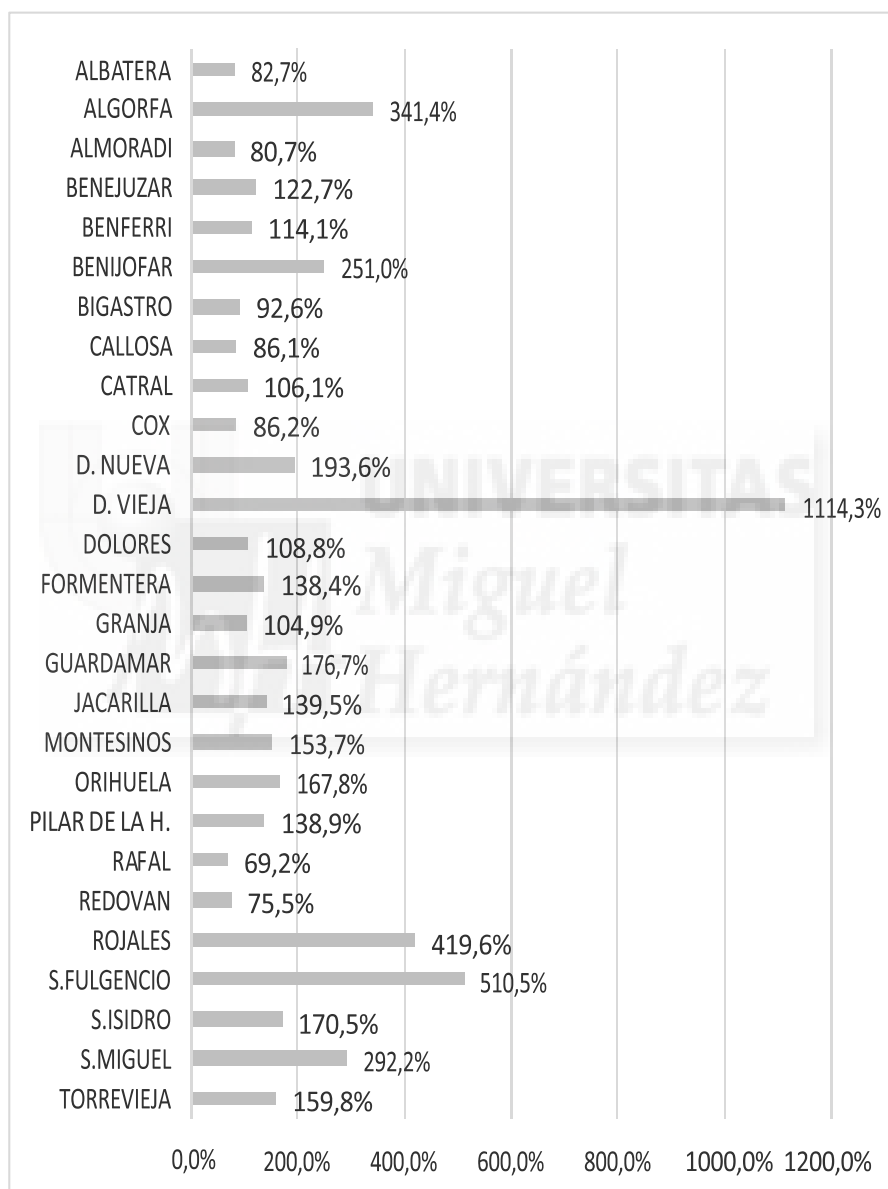 ALBATERA 82,7%
ALGORFA 341,4%
ALMORADI 80,7%
BENEJUZAR 122,7%
BENFERRI 114,1%
BENIJOFAR 251,0%
BIGASTRO 92,6%
CALLOSA 86,1%
CATRAL 106,1%
COX 86,2%
D. NUEVA 193,6%
UNIVERSITAS
D. VIEJA 1114,3%
DOLORES 108,8%
Miguel
FORMENTERA 138,4%
GRANJA 104,9%
GUARDAMAR 176,7%
Hernández
JACARILLA 139,5%
MONTESINOS 153,7%
ORIHUELA 167,8%
PILAR DE LA H. 138,9%
RAFAL 69,2%
REDOVAN 75,5%
ROJALES 419,6%
S.FULGENCIO 510,5%
S.ISIDRO 170,5%
S.MIGUEL 292,2%
TORREVIEJA 159,8%
0,0% 200,0% 400,0% 600,0% 800,0% 1000,0% 1200,0%